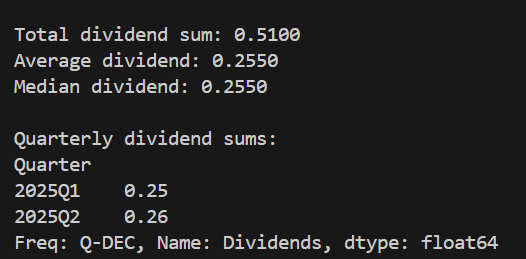 Total dividend sum: 0.5100
Average dividend: 0.2550
Median dividend: 0.2550
Quarterly dividend sums:
Quarter
2025Q1    0.25
2025Q2    0.26
Freq: Q-DEC, Name: Dividends, dtype: float64